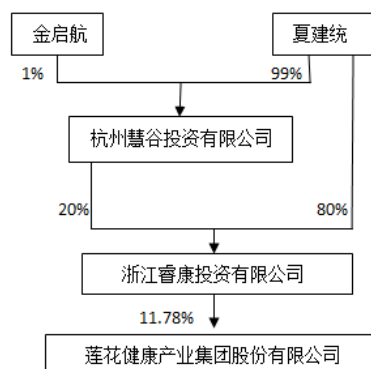 金启航
夏建统
1%
99%
杭州慧谷投资有限公司
20%
80%
浙江睿康投资有限公司
11.78%
莲花健康产业集团股份有限公司